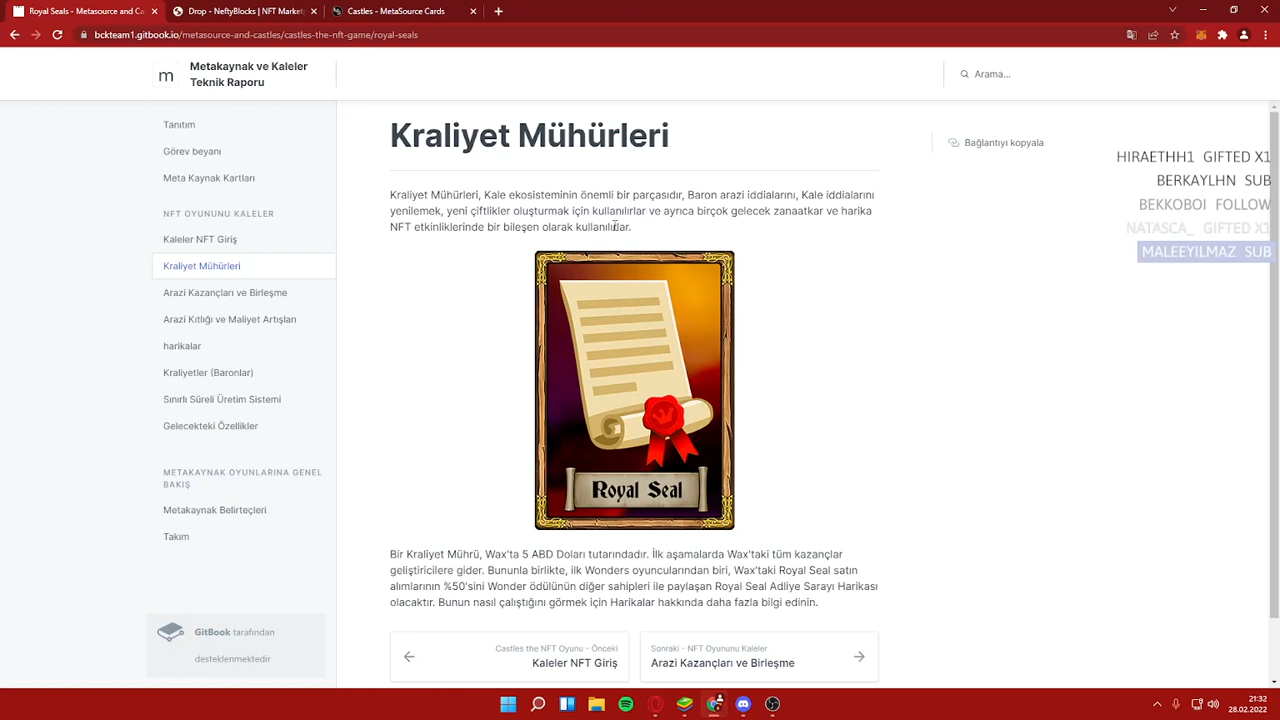 Royal Seals - Metasource and Ca
Drop - NeftyBlocks | NFT Kaleler
Castles - MetaSource Cards
bckteam1.gitbook.io/metasource-and-castles/castles-the-nft-game/royal-seals
m
Metakaynak ve Kaleler
Teknik Raporu
Arama...
Tanıtım
Görev beyanı
Meta Kaynak Kartları
NFT OYUNUNU KALELER
Kaleler NFT Giriş
Kraliyet Mühürleri
Arazi Kazançları ve Birleşme
Arazi Kıtlığı ve Maliyet Artışları
harikalar
Kraliyetler (Baronlar)
Sınırlı Süreli Üretim Sistemi
Gelecekteki Özellikler
METAKAYNAK OYUNLARINA GENEL
BAKIŞ
Metakaynak Belirteçleri
Takım
GitBook tarafından
desteklenmektedir
Kraliyet Mühürleri
Kraliyet Mühürleri, Kale ekosisteminin önemli bir parçasıdır, Baron arazi iddialarını, Kale iddialarını
yenilemek, yeni çiftlikler oluşturmak için kullanılırlar ve ayrıca birçok gelecek zanaatkar ve harika
NFT etkinliklerinde bir bileşen olarak kullanılırlar.
Royal Seal
Bir Kraliyet Mührü, Wax'ta 5 ABD Doları tutarındadır. İlk aşamalarda Wax'taki tüm kazançlar
geliştiricilere gider. Bununla birlikte, ilk Wonders oyuncularından biri, Wax'taki Royal Seal satın
alımlarının %50'sini Wonder ödülünün diğer sahipleri ile paylaşan Royal Seal Adliye Sarayı Harikası
olacaktır. Bunun nasıl çalıştığını görmek için Harikalar hakkında daha fazla bilgi edinin.
Castles the NFT Oyunu - Önceki
Kaleler NFT Giriş
Sonraki - NFT Oyununu Kaleler
Arazi Kazançları ve Birleşme
Bağlantıyı kopyala
HIRAETHH1 GIFTED X1
BERKAYLHN SUB
BEKKOBOI FOLLOW
NATASCA_ GIFTED X1
MALEEYILMAZ SUB
21:32
28.02.2022